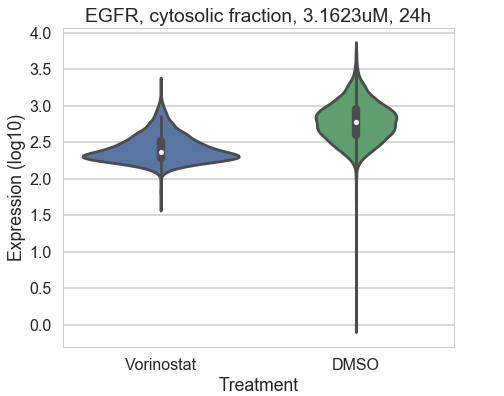 EGFR, cytosolic fraction, 3.1623uM, 24h
4.0
3.5
3.0
2.5
2.0
1.5
1.0
0.5
0.0
Expression (log10)
Vorinostat DMSO
Treatment